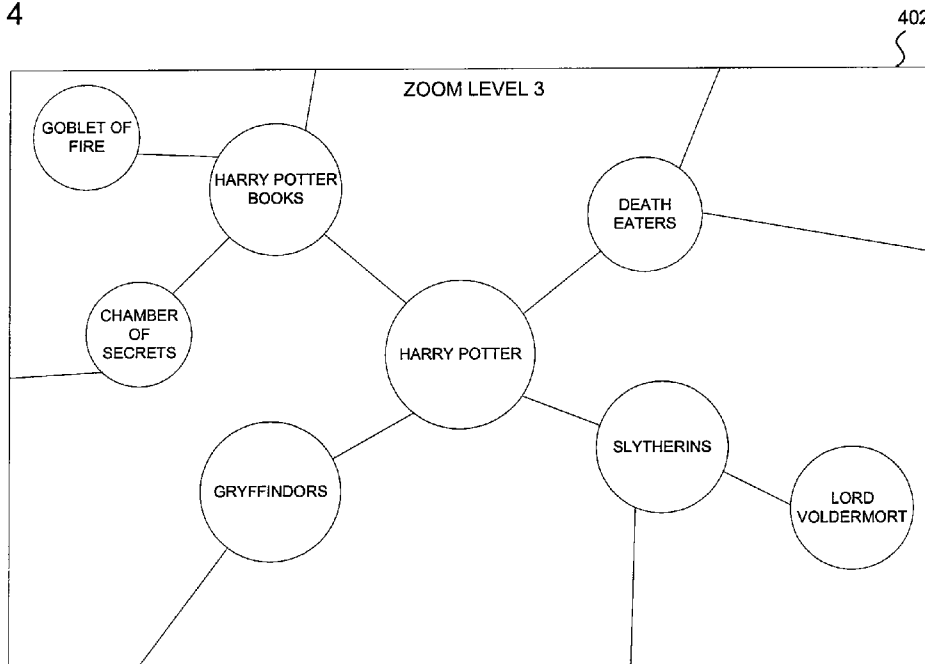 4
402
ZOOM LEVEL 3
GOBLET OF
FIRE
HARRY POTTER
BOOKS
DEATH
EATERS
CHAMBER
OF
SECRETS
HARRY POTTER
SLYTHERINS
GRYFFINDORS
LORD
VOLDERMORT